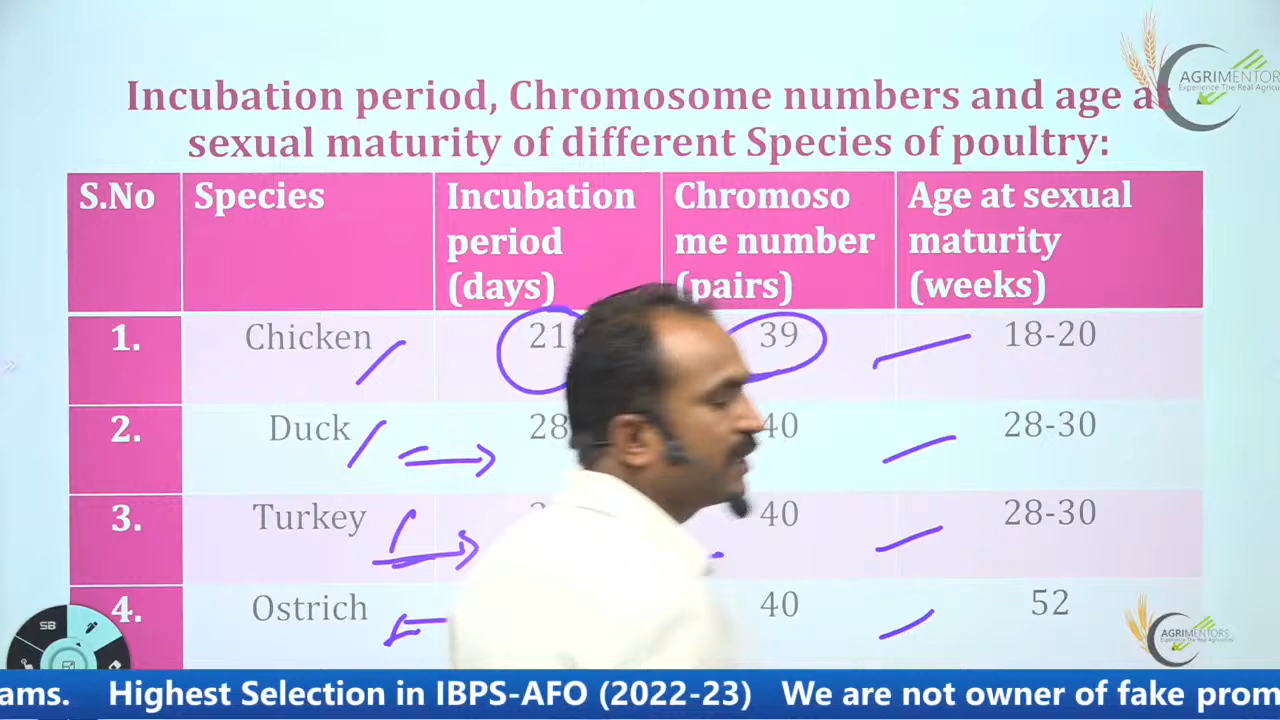 Incubation period, Chromosome numbers and age at
sexual maturity of different Species of poultry:
AGRIMENTORS
Experience The Real Agricul
S.No Species Incubation period (days) Chromoso me number (pairs) Age at sexual maturity (weeks)
1. Chicken 21 39 18-20
2. Duck 28 40 28-30
3. Turkey 40 28-30
4. Ostrich 40 52
SB
AGRIMENTORS
ams. Highest Selection in IBPS-AFO (2022-23) We are not owner of fake prom